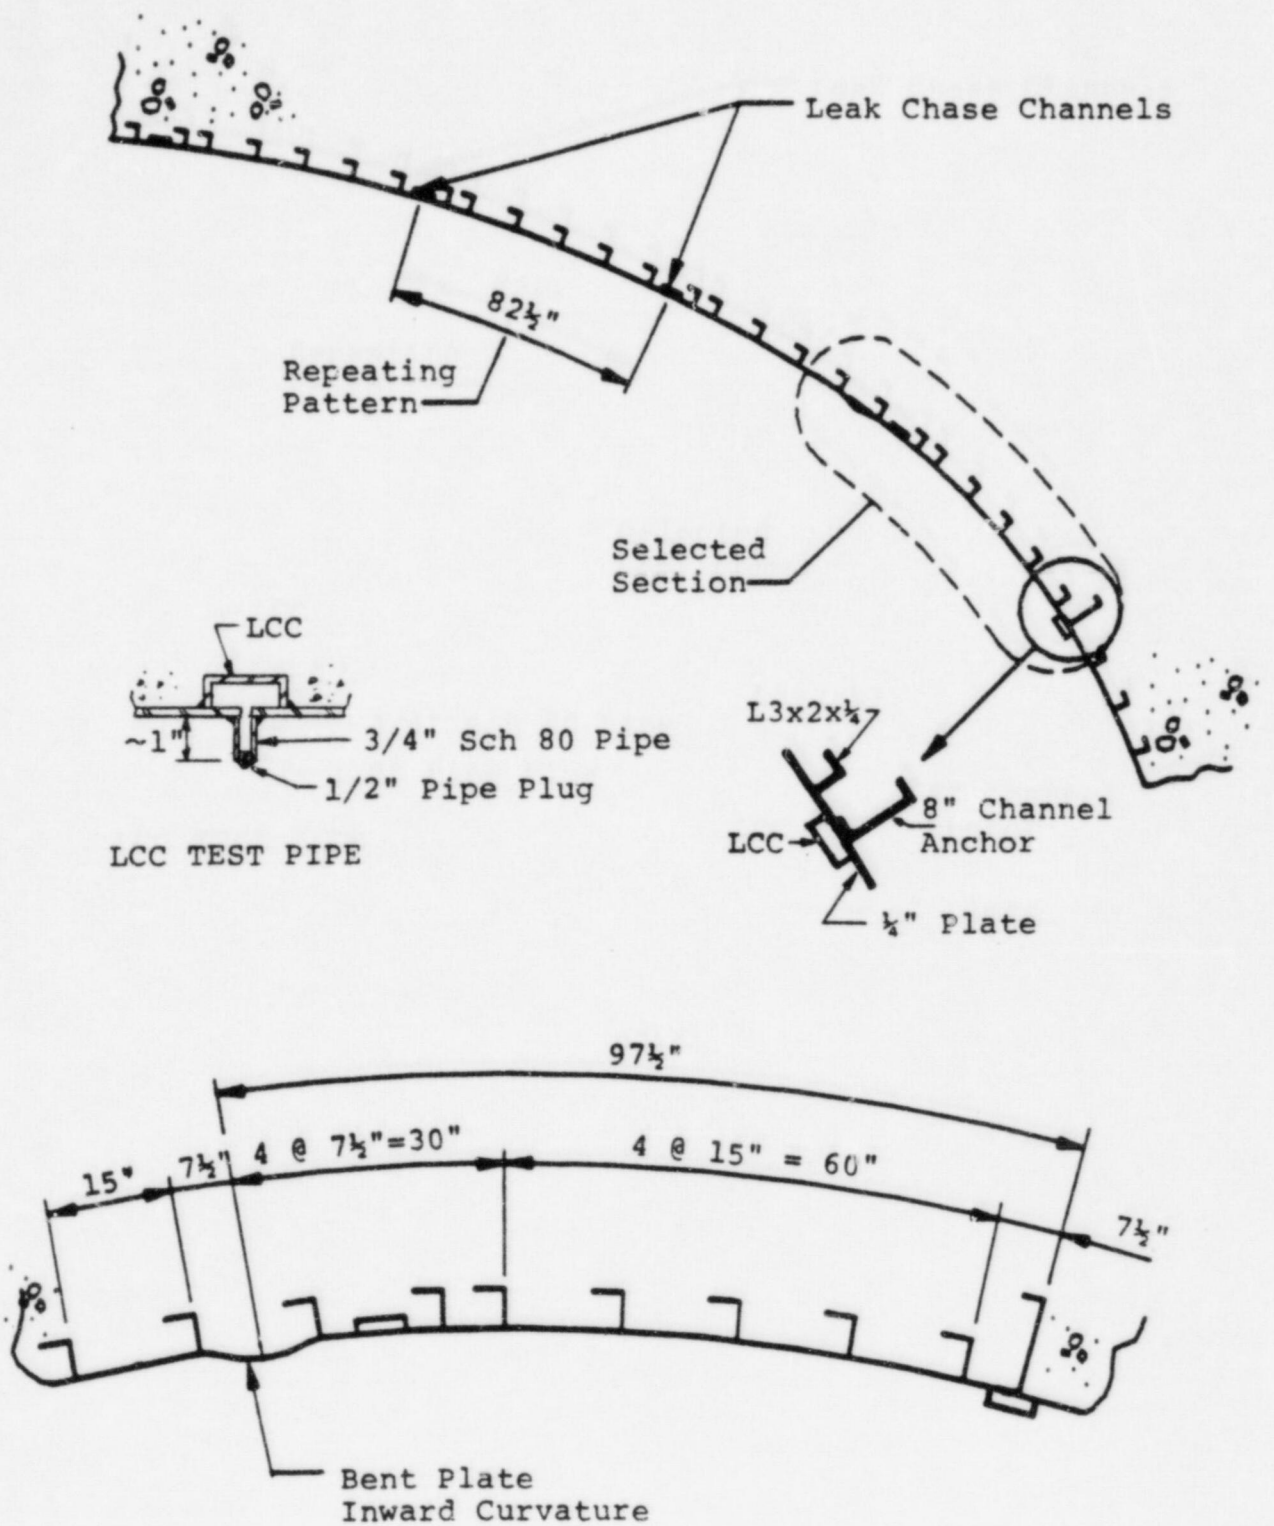 Leak Chase Channels
82½"
Repeating
Pattern
Selected
Section
LCC
~1"
3/4" Sch 80 Pipe
1/2" Pipe Plug
LCC TEST PIPE
L3x2x¼
8" Channel
Anchor
LCC
¼" Plate
97½"
15"
7½"
4 @ 7½"=30"
4 @ 15" = 60"
7½"
Bent Plate
Inward Curvature